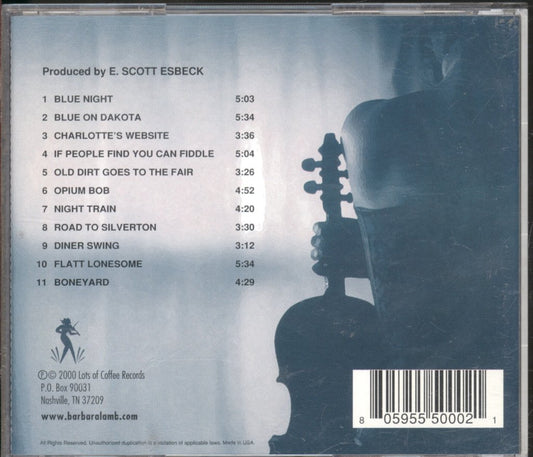 Produced by E. SCOTT ESBECK
1 BLUE NIGHT 5:03
2 BLUE ON DAKOTA 5:34
3 CHARLOTTE'S WEBSITE 3:36
4 IF PEOPLE FIND YOU CAN FIDDLE 5:04
5 OLD DIRT GOES TO THE FAIR 3:26
6 OPIUM BOB 4:52
7 NIGHT TRAIN 4:20
8 ROAD TO SILVERTON 3:30
9 DINER SWING 3:12
10 FLATT LONESOME 5:34
11 BONEYARD 4:29
℗© 2000 Lots of Coffee Records
P.O. Box 90031
Nashville, TN 37209
www.barbaralamb.com
All Rights Reserved. Unauthorized duplication is a violation of applicable laws. Made in USA.
8 05955 50002 1